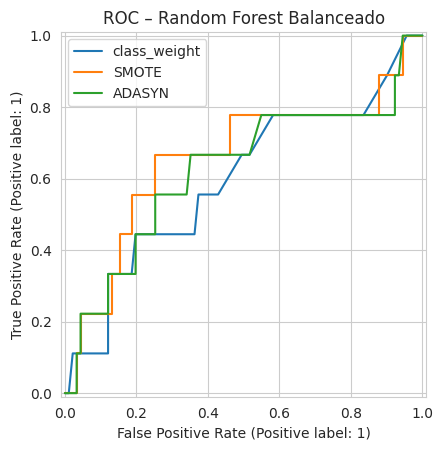 ROC – Random Forest Balanceado
class_weight
SMOTE
ADASYN
True Positive Rate (Positive label: 1)
1.0
0.8
0.6
0.4
0.2
0.0
0.0 0.2 0.4 0.6 0.8 1.0
False Positive Rate (Positive label: 1)